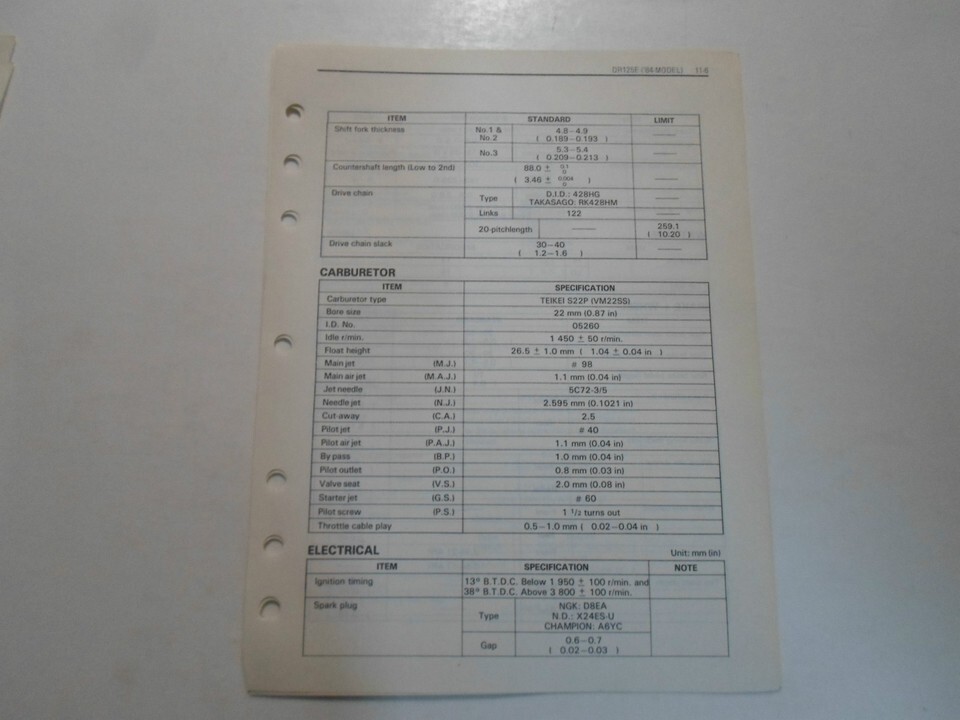 ('84 MODEL) 11-6
ITEM STANDARD LIMIT
Shift fork thickness No.1 & No.2 4.8–4.9 ( 0.189–0.193 ) ——
No.3 5.3–5.4 ( 0.209–0.213 ) ——
Countershaft length (Low to 2nd) 88.0 ± 0.1 0 ( 3.46 ± 0.004 0 ) ——
Drive chain Type D.I.D.: 428HG TAKASAGO: RK428HM ——
Links 122 ——
20-pitchlength —— 259.1 ( 10.20 )
Drive chain slack 30–40 ( 1.2–1.6 ) ——
CARBURETOR
ITEM SPECIFICATION
Carburetor type TEIKEI S22P (VM22SS)
Bore size 22 mm (0.87 in)
I.D. No. 05260
Idle r/min. 1 450 ± 50 r/min.
Float height 26.5 ± 1.0 mm ( 1.04 ± 0.04 in )
Main jet (M.J.) # 98
Main air jet (M.A.J.) 1.1 mm (0.04 in)
Jet needle (J.N.) 5C72-3/5
Needle jet (N.J.) 2.595 mm (0.1021 in)
Cut away (C.A.) 2.5
Pilot jet (P.J.) # 40
Pilot air jet (P.A.J.) 1.1 mm (0.04 in)
By pass (B.P.) 1.0 mm (0.04 in)
Pilot outlet (P.O.) 0.8 mm (0.03 in)
Valve seat (V.S.) 2.0 mm (0.08 in)
Starter jet (G.S.) # 60
Pilot screw (P.S.) 1 1/2 turns out
Throttle cable play 0.5–1.0 mm ( 0.02–0.04 in )
ELECTRICAL Unit: mm (in)
ITEM SPECIFICATION NOTE
Ignition timing 13° B.T.D.C. Below 1 950 ± 100 r/min. and
38° B.T.D.C. Above 3 800 ± 100 r/min.
Spark plug Type NGK: D8EA
N.D.: X24ES-U
CHAMPION: A6YC
Gap 0.6–0.7
( 0.02–0.03 )